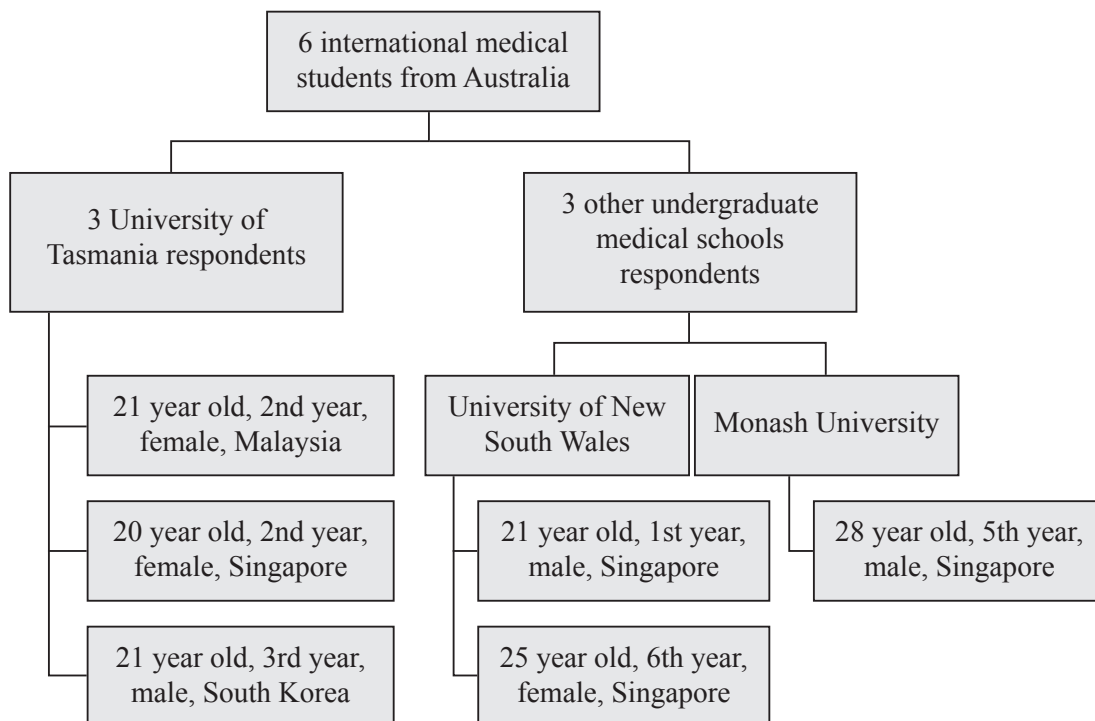 6 international medical
students from Australia
3 University of
Tasmania respondents
3 other undergraduate
medical schools
respondents
21 year old, 2nd year,
female, Malaysia
20 year old, 2nd year,
female, Singapore
21 year old, 3rd year,
male, South Korea
University of New
South Wales
21 year old, 1st year,
male, Singapore
25 year old, 6th year,
female, Singapore
Monash University
28 year old, 5th year,
male, Singapore